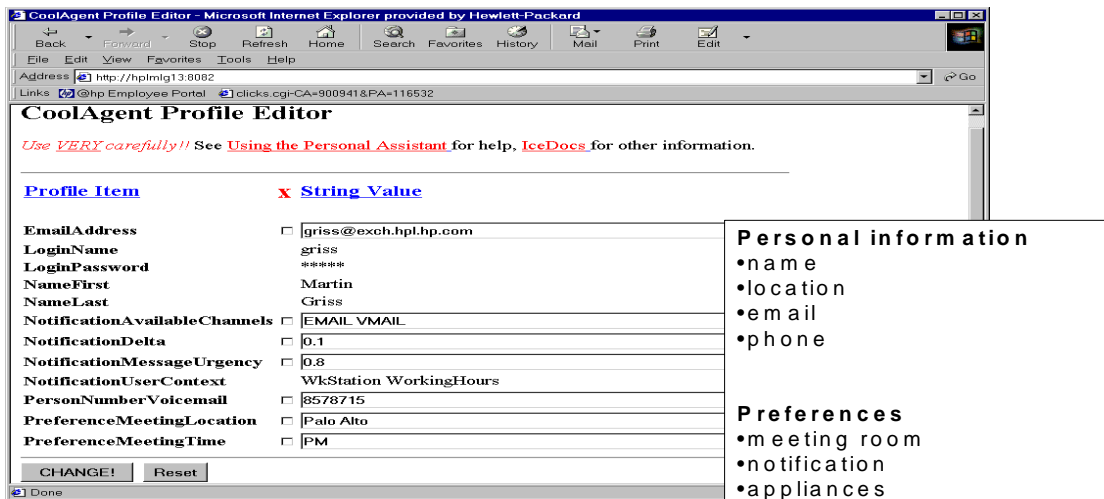 CoolAgent Profile Editor - Microsoft Internet Explorer provided by Hewlett-Packard
Back Forward Stop Refresh Home Search Favorites History Mail Print Edit
File Edit View Favorites Tools Help
Address http://hplmlg13:8082 Go
Links @hp Employee Portal clicks.cgi-CA=900941&PA=116532
CoolAgent Profile Editor
Use VERY carefully!! See Using the Personal Assistant for help, IceDocs for other information.
Profile Item x String Value
EmailAddress griss@exch.hpl.hp.com
LoginName griss
LoginPassword *****
NameFirst Martin
NameLast Griss
NotificationAvailableChannels EMAIL VMAIL
NotificationDelta 0.1
NotificationMessageUrgency 0.8
NotificationUserContext WkStation WorkingHours
PersonNumberVoicemail 8578715
PreferenceMeetingLocation Palo Alto
PreferenceMeetingTime PM
CHANGE! Reset
Done
Personal information
•name
•location
•email
•phone
Preferences
•meeting room
•notification
•appliances